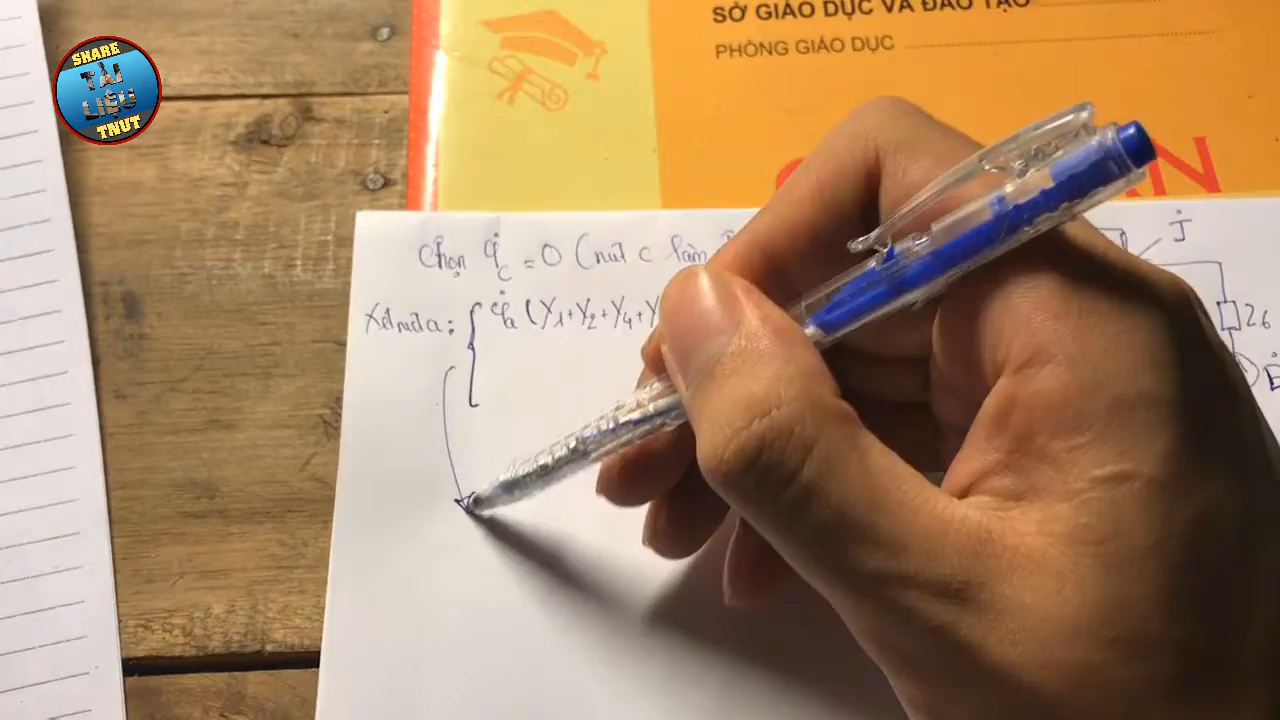 SHARE
TÀI
LIỆU
TNUT
SỞ GIÁO DỤC VÀ ĐÀO TẠO
PHÒNG GIÁO DỤC
Chọn φ̇c = 0 (nút c làm
Xét nút a: { φ̇a (Y1+Y2+Y4+Y
J̇
Z6
Ė